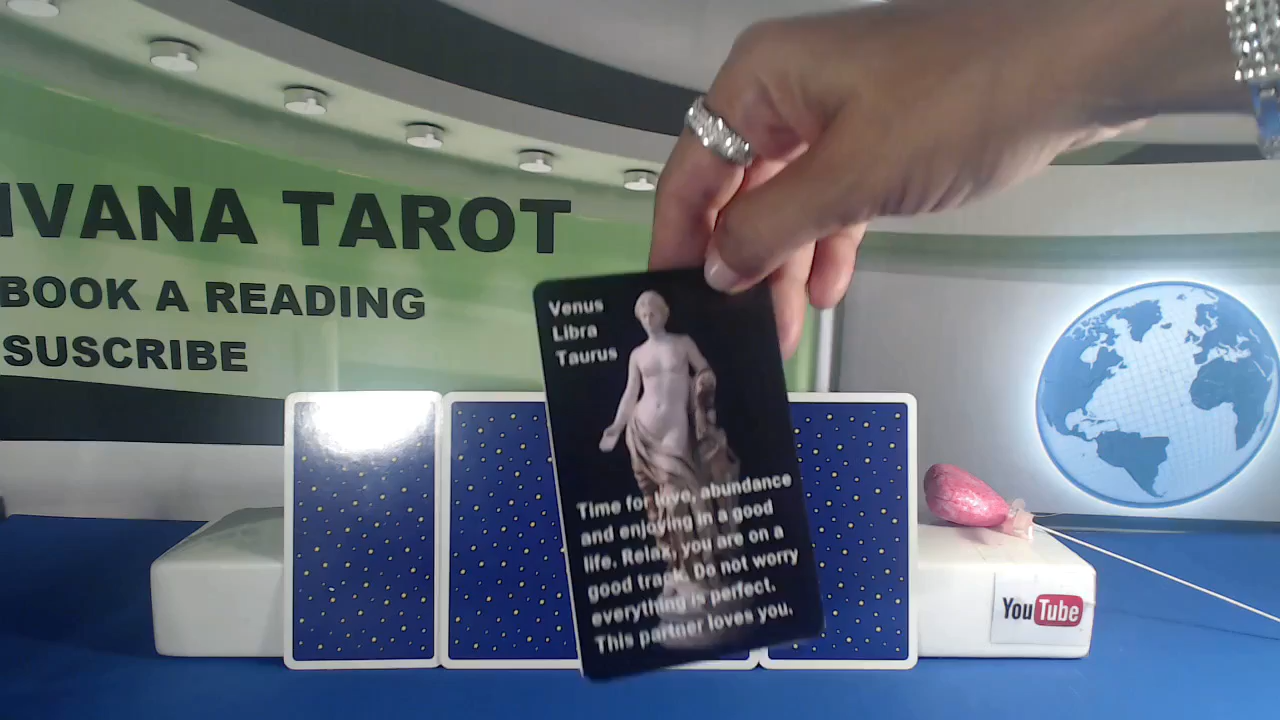 IVANA TAROT
BOOK A READING
SUSCRIBE
Venus
Libra
Taurus
Time for love, abundance
and enjoying in a good
life. Relax, you are on a
good track. Do not worry
everything is perfect.
This partner loves you.
YouTube